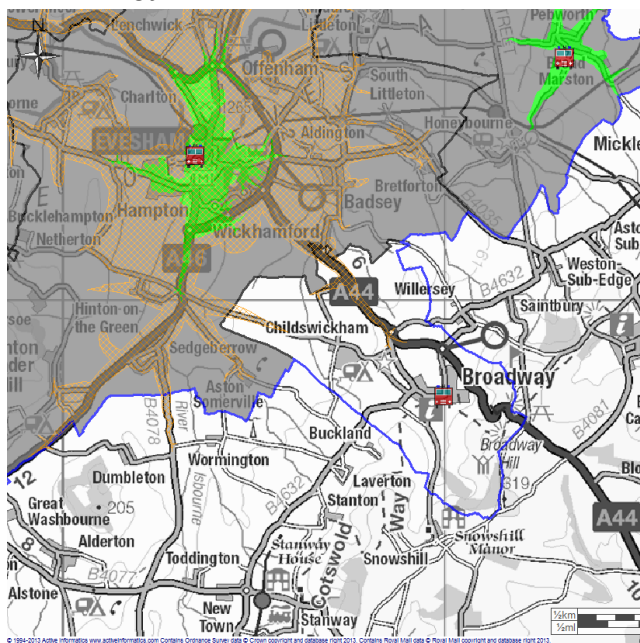 Lenchwick
Littleton
Pebworth
Offenham
South
Littleton
Marston
Charlton
1265
Aldington
Honeybourne
EVESHAM
Mickle
Bretforton
Badsey
Hampton
B4035
Bucklehampton
Netherton
Wickhamford
A46
Aston
Sub
Weston-
Sub-Edge
B4632
A44
Willersey
Saintbury
Hinton-on
the Green
Childswickham
Sedgeberrow
Broadway
Aston
Somerville
B4078
River
Isbourne
B4081
Buckland
Broadway
Hill
319
Wormington
12
Dumbleton
B4632
Laverton
Stanton
Way
Cotswold
Great
Washbourne
205
A44
Alderton
Stanway
House
Snowshill
Snowshill
Manor
8
Toddington
B4077
Alstone
New
Town
Stanway
½km
½ml
© 1994-2013 Active Informatics www.activeinformatics.com Contains Ordnance Survey data © Crown copyright and database right 2013. Contains Royal Mail data © Royal Mail copyright and database right 2013.